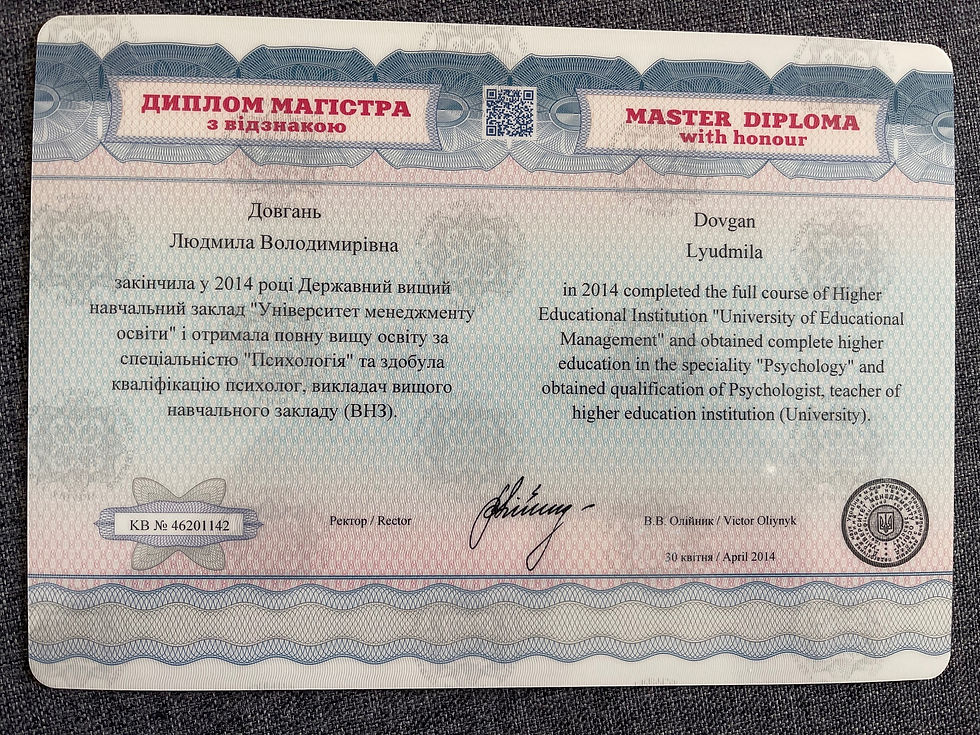 ДИПЛОМ МАГІСТРА
з відзнакою
Довгань
Людмила Володимирівна
закінчила у 2014 році Державний вищий
навчальний заклад "Університет менеджменту
освіти" і отримала повну вищу освіту за
спеціальністю "Психологія" та здобула
кваліфікацію психолог, викладач вищого
навчального закладу (ВНЗ).
MASTER DIPLOMA
with honour
Dovgan
Lyudmila
in 2014 completed the full course of Higher
Educational Institution "University of Educational
Management" and obtained complete higher
education in the speciality "Psychology" and
obtained qualification of Psychologist, teacher of
higher education institution (University).
КВ № 46201142
Ректор / Rector
В.В. Олійник / Victor Oliynyk
30 квітня / April 2014